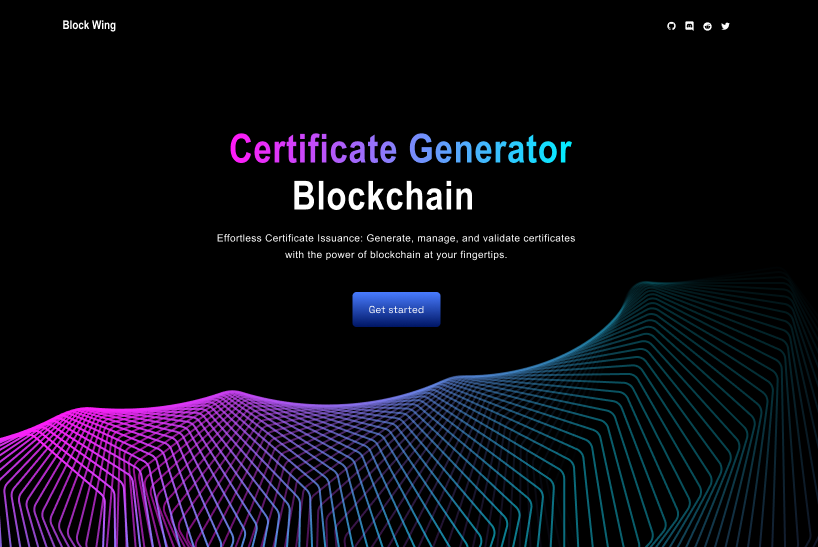 Block Wing
Certificate Generator
Blockchain
Effortless Certificate Issuance: Generate, manage, and validate certificates
with the power of blockchain at your fingertips.
Get started